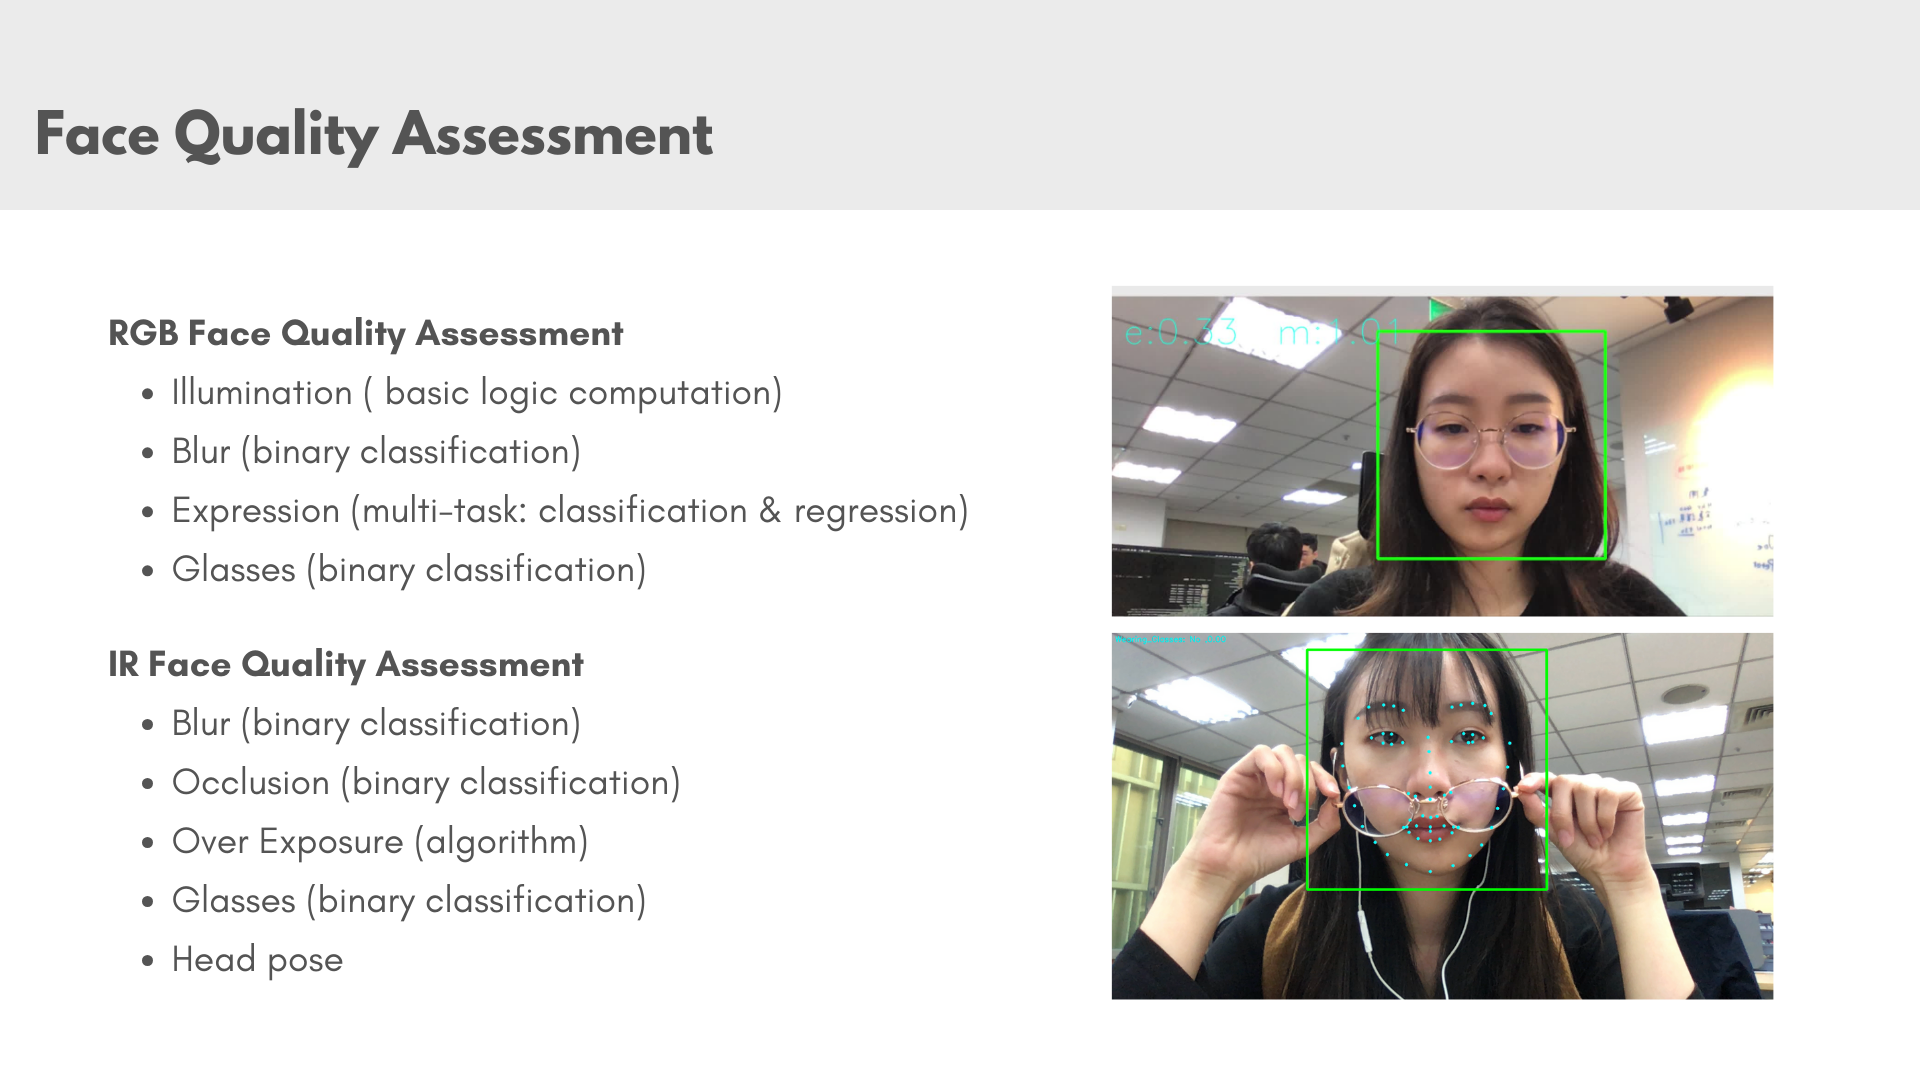 Face Quality Assessment
RGB Face Quality Assessment
Illumination ( basic logic computation)
Blur (binary classification)
Expression (multi-task: classification & regression)
Glasses (binary classification)
IR Face Quality Assessment
Blur (binary classification)
Occlusion (binary classification)
Over Exposure (algorithm)
Glasses (binary classification)
Head pose
e:0.33 m:1.01